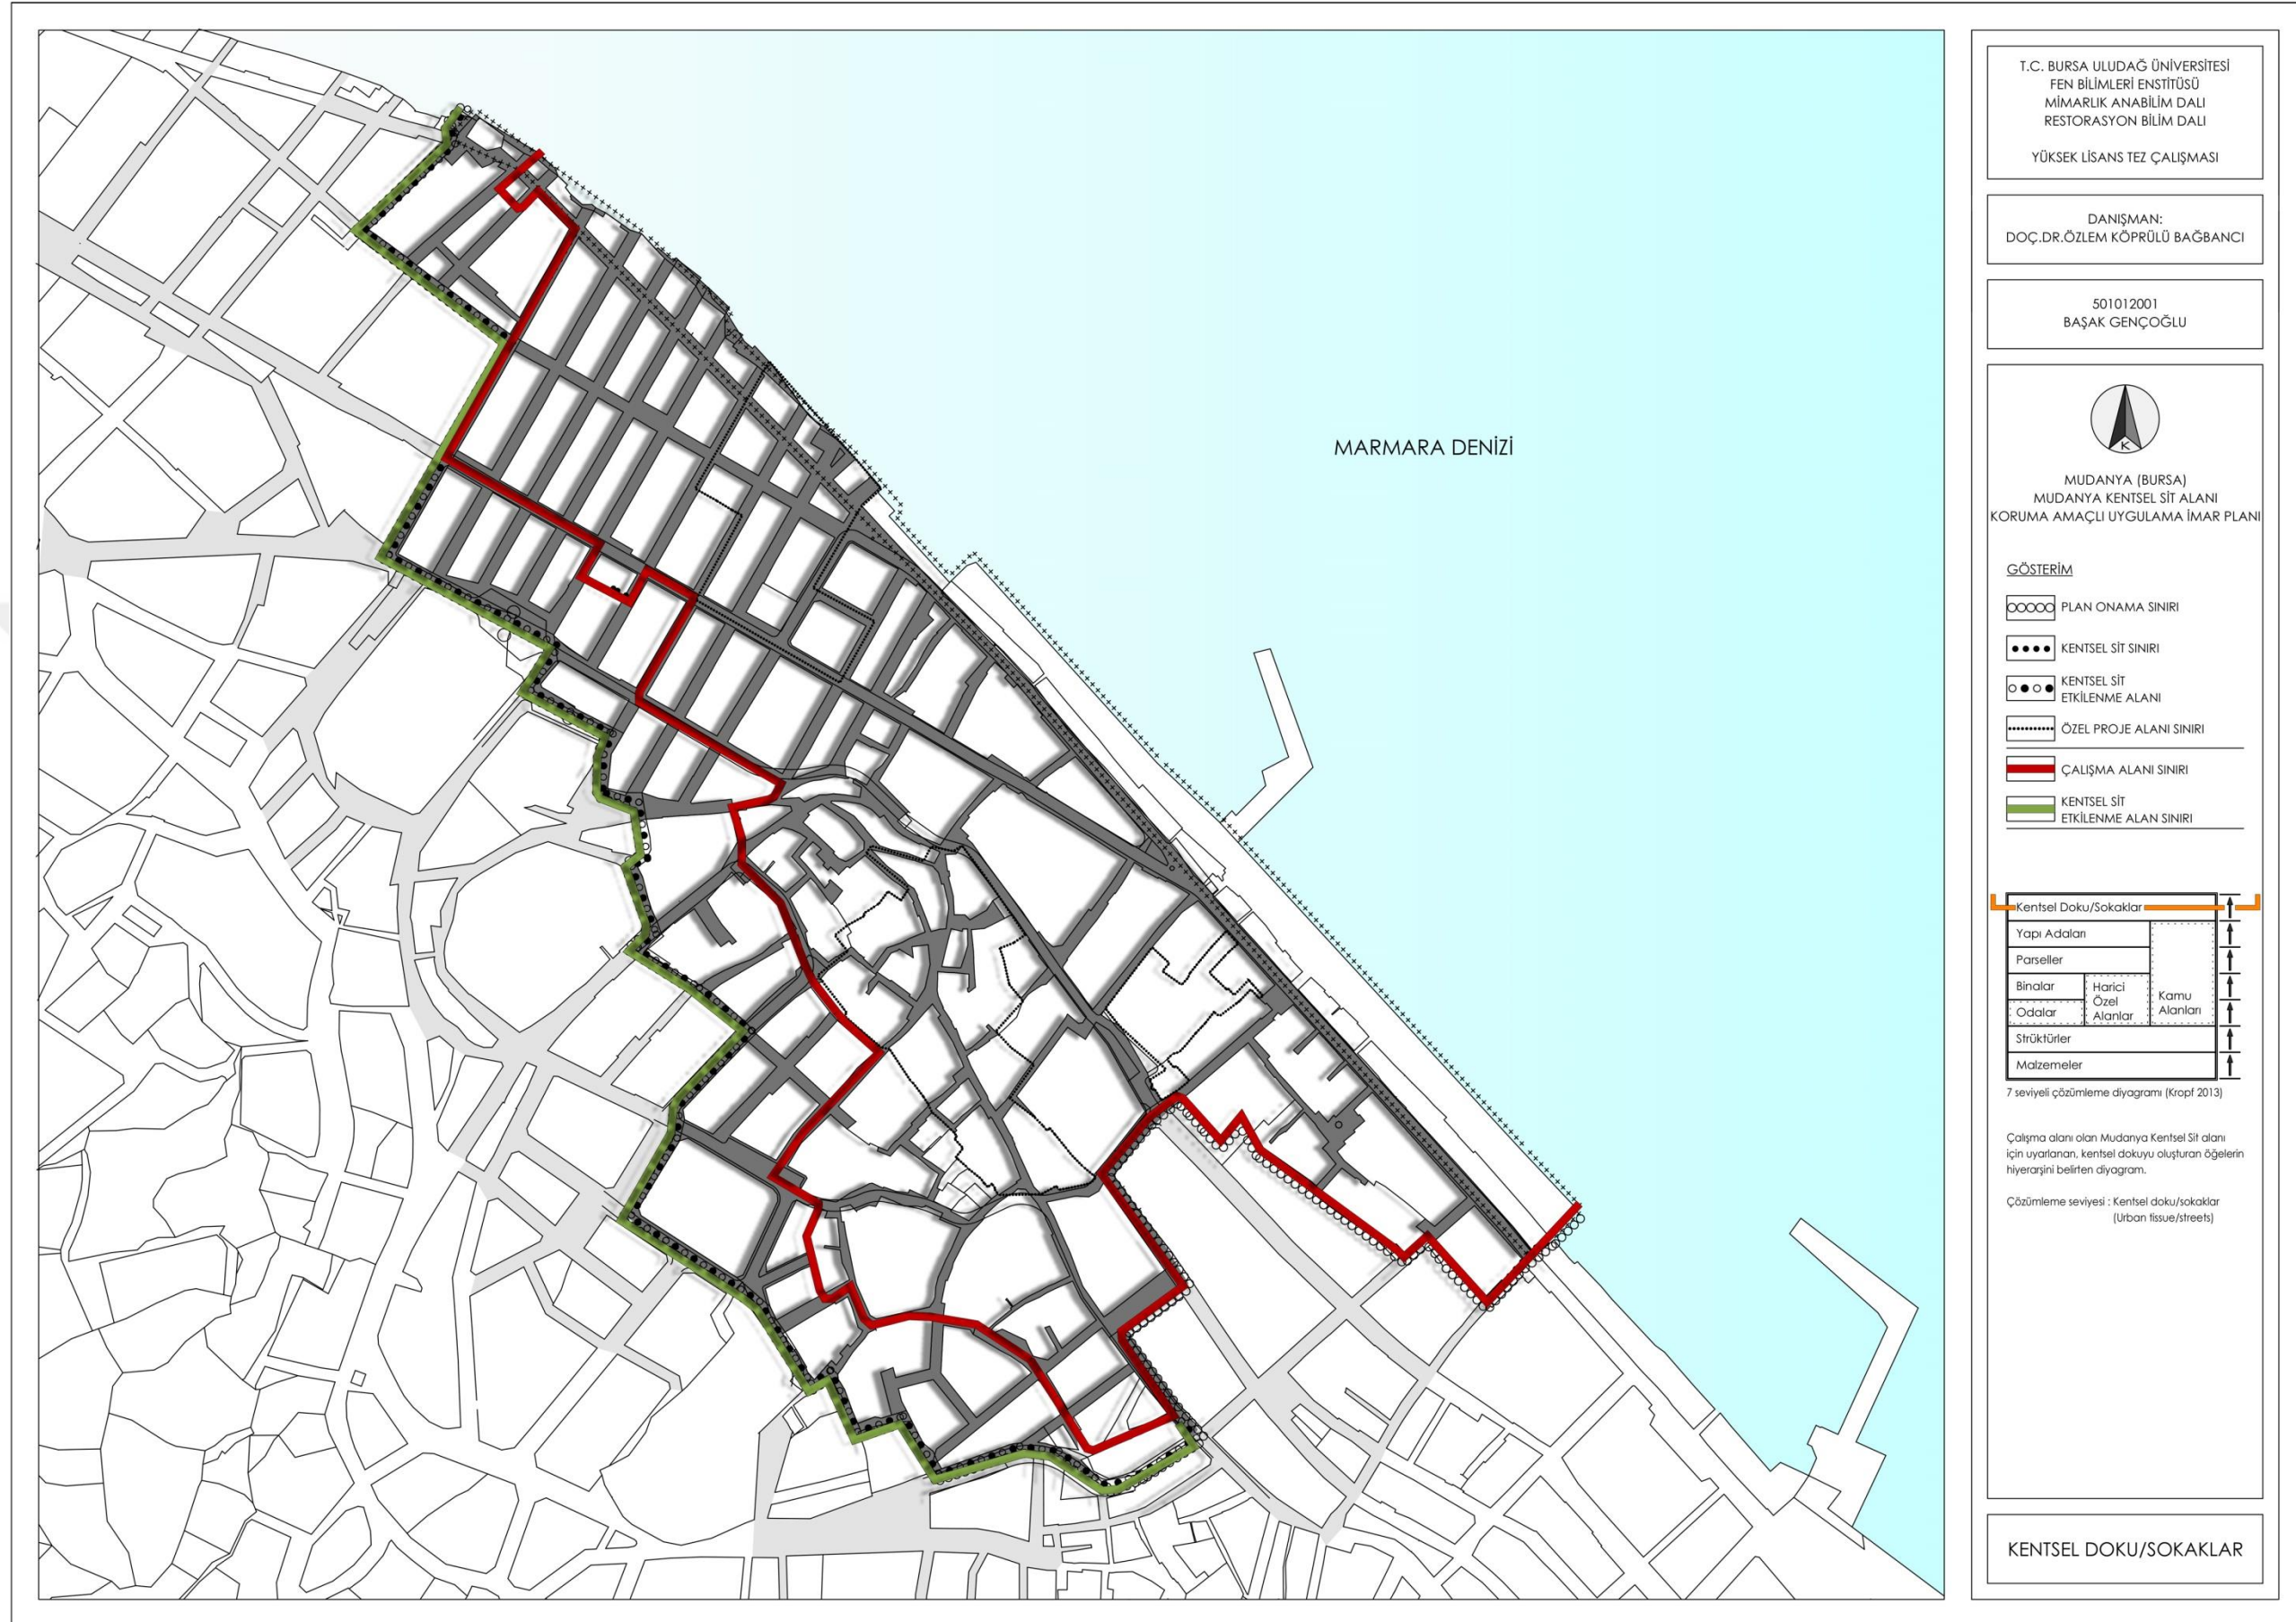 MARMARA DENİZİ
T.C. BURSA ULUDAĞ ÜNİVERSİTESİ
FEN BİLİMLERİ ENSTİTÜSÜ
MİMARLIK ANABİLİM DALI
RESTORASYON BİLİM DALI
YÜKSEK LİSANS TEZ ÇALIŞMASI
DANIŞMAN:
DOÇ.DR.ÖZLEM KÖPRÜLÜ BAĞBANCI
501012001
BAŞAK GENÇOĞLU
K
MUDANYA (BURSA)
MUDANYA KENTSEL SİT ALANI
KORUMA AMAÇLI UYGULAMA İMAR PLANI
GÖSTERİM
PLAN ONAMA SINIRI
KENTSEL SİT SINIRI
KENTSEL SİT
ETKİLENME ALANI
ÖZEL PROJE ALANI SINIRI
ÇALIŞMA ALANI SINIRI
KENTSEL SİT
ETKİLENME ALAN SINIRI
Kentsel Doku/Sokaklar
Yapı Adaları
Parseller
Binalar
Odalar
Harici
Özel
Alanlar
Kamu
Alanları
Strüktürler
Malzemeler
7 seviyeli çözümleme diyagramı (Kropf 2013)
Çalışma alanı olan Mudanya Kentsel Sit alanı
için uyarlanan, kentsel dokuyu oluşturan öğelerin
hiyerarşini belirten diyagram.
Çözümleme seviyesi : Kentsel doku/sokaklar
(Urban tissue/streets)
KENTSEL DOKU/SOKAKLAR